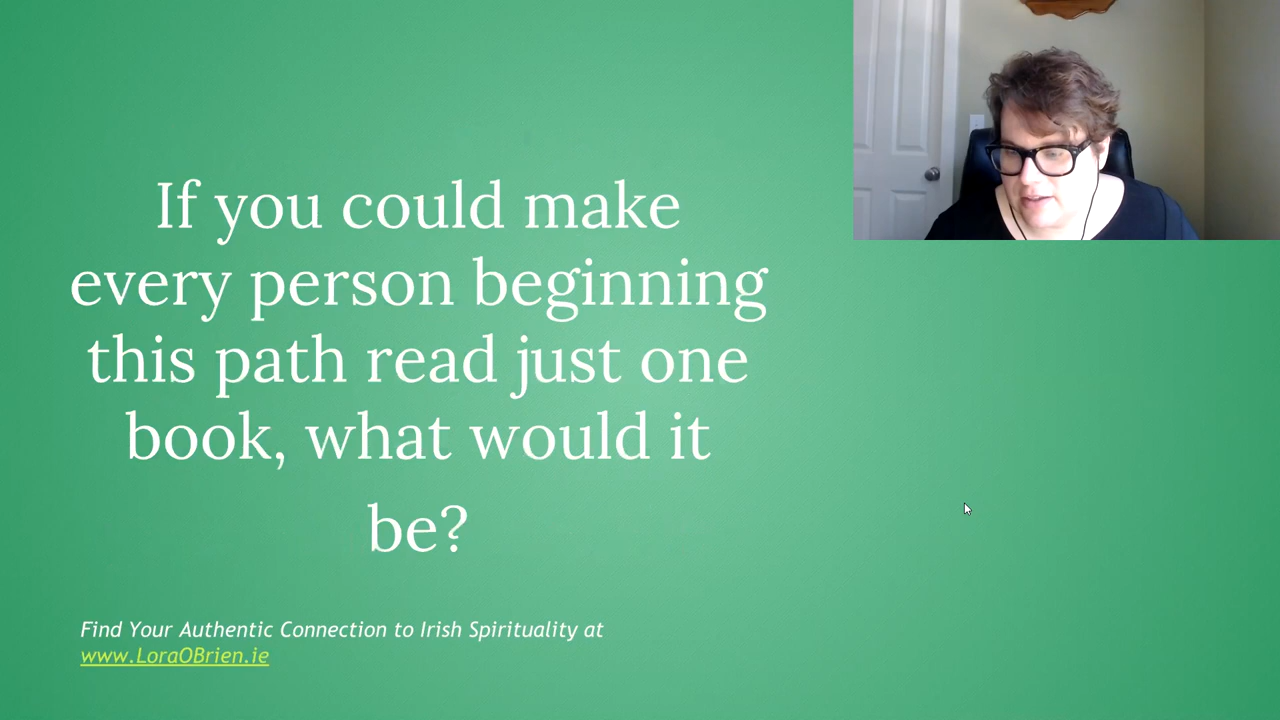 If you could make
every person beginning
this path read just one
book, what would it
be?
Find Your Authentic Connection to Irish Spirituality at
www.LoraOBrien.ie